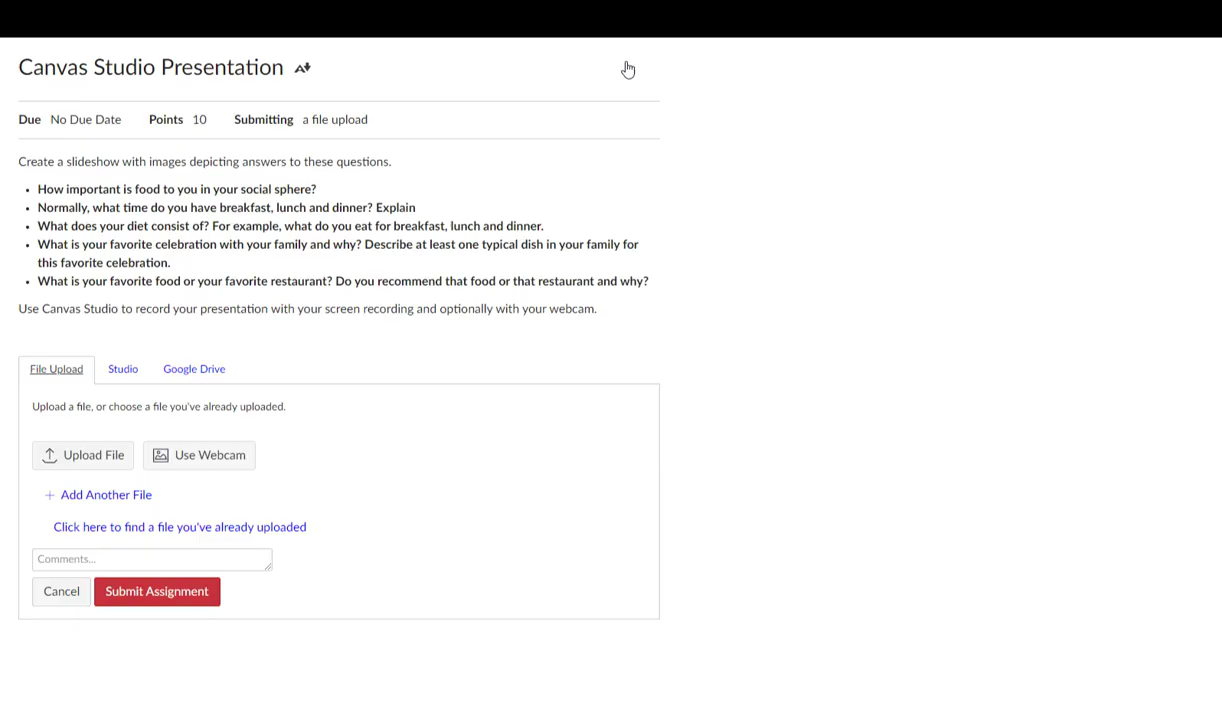 Canvas Studio Presentation
Due No Due Date Points 10 Submitting a file upload
Create a slideshow with images depicting answers to these questions.
• How important is food to you in your social sphere?
• Normally, what time do you have breakfast, lunch and dinner? Explain
• What does your diet consist of? For example, what do you eat for breakfast, lunch and dinner.
• What is your favorite celebration with your family and why? Describe at least one typical dish in your family for
this favorite celebration.
• What is your favorite food or your favorite restaurant? Do you recommend that food or that restaurant and why?
Use Canvas Studio to record your presentation with your screen recording and optionally with your webcam.
File Upload Studio Google Drive
Upload a file, or choose a file you've already uploaded.
Upload File Use Webcam
+ Add Another File
Click here to find a file you've already uploaded
Comments...
Cancel Submit Assignment